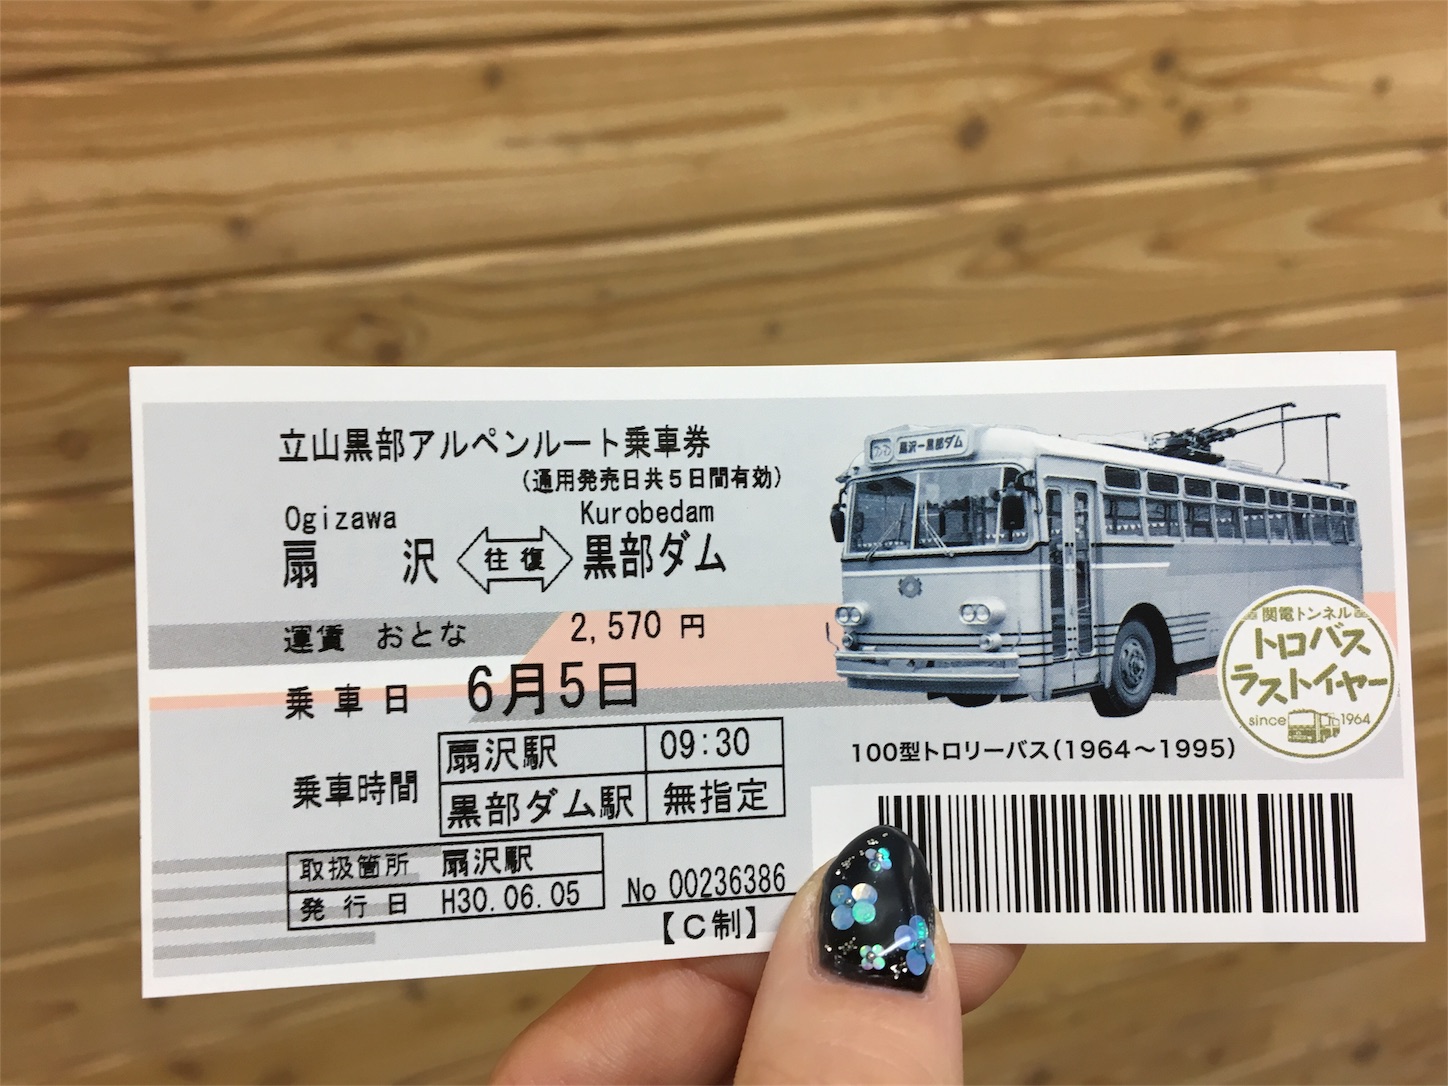 立山黒部アルペンルート乗車券
(通用発売日共5日間有効)
Ogizawa
Kurobedam
扇 沢 往復 黒部ダム
運賃 おとな 2,570 円
乗車日 6月5日
乗車時間
扇沢駅 09:30
黒部ダム駅 無指定
取扱箇所 扇沢駅
発行日 H30.06.05
No 00236386
【C制】
扇沢－黒部ダム
関電トンネル
トロバス
ラストイヤー
since 1964
100型トロリーバス(1964～1995)